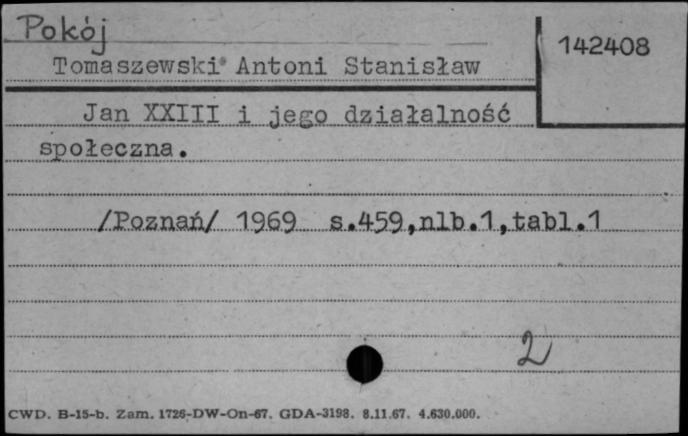 Pokój
142408
Tomaszewski Antoni Stanisław
Jan XXIII i jego działalność
społeczna.
/Poznań/ 1969 s.459,nlb.1,tabl.1
2
CWD. B-15-b. Zam. 1726-DW-On-67. GDA-3198. 8.11.67. 4.630.000.